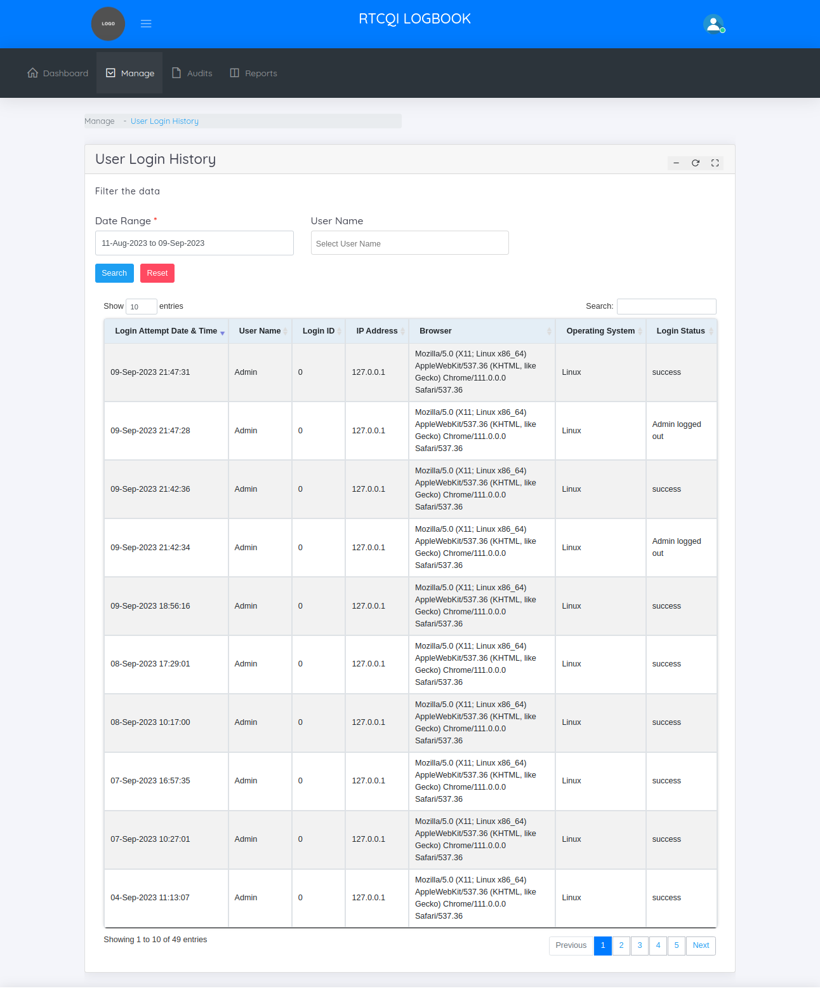 LOGO
RTCQI LOGBOOK
Dashboard Manage Audits Reports
Manage - User Login History
User Login History
Filter the data
Date Range * User Name
11-Aug-2023 to 09-Sep-2023 Select User Name
Search Reset
Show 10 entries Search:
Login Attempt Date & Time User Name Login ID IP Address Browser Operating System Login Status
09-Sep-2023 21:47:31 Admin 0 127.0.0.1 Mozilla/5.0 (X11; Linux x86_64)
AppleWebKit/537.36 (KHTML, like
Gecko) Chrome/111.0.0.0
Safari/537.36 Linux success
09-Sep-2023 21:47:28 Admin 0 127.0.0.1 Mozilla/5.0 (X11; Linux x86_64)
AppleWebKit/537.36 (KHTML, like
Gecko) Chrome/111.0.0.0
Safari/537.36 Linux Admin logged
out
09-Sep-2023 21:42:36 Admin 0 127.0.0.1 Mozilla/5.0 (X11; Linux x86_64)
AppleWebKit/537.36 (KHTML, like
Gecko) Chrome/111.0.0.0
Safari/537.36 Linux success
09-Sep-2023 21:42:34 Admin 0 127.0.0.1 Mozilla/5.0 (X11; Linux x86_64)
AppleWebKit/537.36 (KHTML, like
Gecko) Chrome/111.0.0.0
Safari/537.36 Linux Admin logged
out
09-Sep-2023 18:56:16 Admin 0 127.0.0.1 Mozilla/5.0 (X11; Linux x86_64)
AppleWebKit/537.36 (KHTML, like
Gecko) Chrome/111.0.0.0
Safari/537.36 Linux success
08-Sep-2023 17:29:01 Admin 0 127.0.0.1 Mozilla/5.0 (X11; Linux x86_64)
AppleWebKit/537.36 (KHTML, like
Gecko) Chrome/111.0.0.0
Safari/537.36 Linux success
08-Sep-2023 10:17:00 Admin 0 127.0.0.1 Mozilla/5.0 (X11; Linux x86_64)
AppleWebKit/537.36 (KHTML, like
Gecko) Chrome/111.0.0.0
Safari/537.36 Linux success
07-Sep-2023 16:57:35 Admin 0 127.0.0.1 Mozilla/5.0 (X11; Linux x86_64)
AppleWebKit/537.36 (KHTML, like
Gecko) Chrome/111.0.0.0
Safari/537.36 Linux success
07-Sep-2023 10:27:01 Admin 0 127.0.0.1 Mozilla/5.0 (X11; Linux x86_64)
AppleWebKit/537.36 (KHTML, like
Gecko) Chrome/111.0.0.0
Safari/537.36 Linux success
04-Sep-2023 11:13:07 Admin 0 127.0.0.1 Mozilla/5.0 (X11; Linux x86_64)
AppleWebKit/537.36 (KHTML, like
Gecko) Chrome/111.0.0.0
Safari/537.36 Linux success
Showing 1 to 10 of 49 entries Previous 1 2 3 4 5 Next